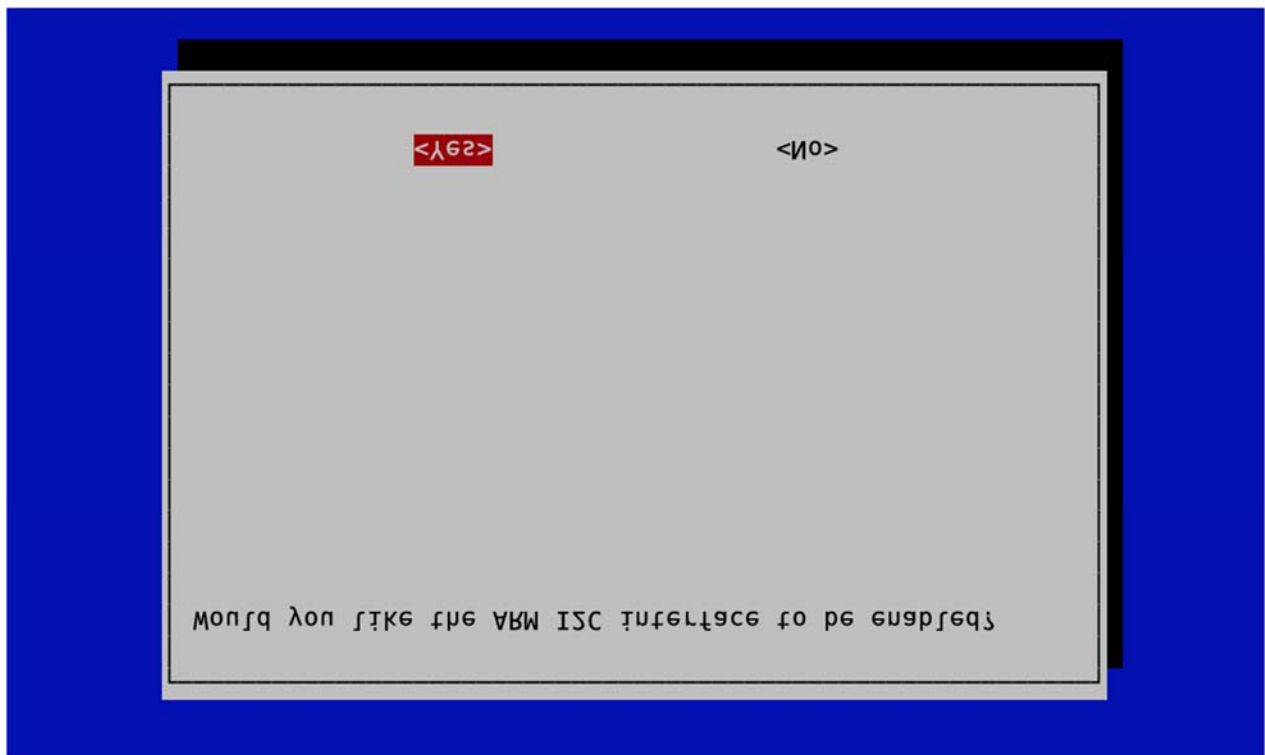 Would you like the ARM I2C interface to be enabled?
<Yes> <No>